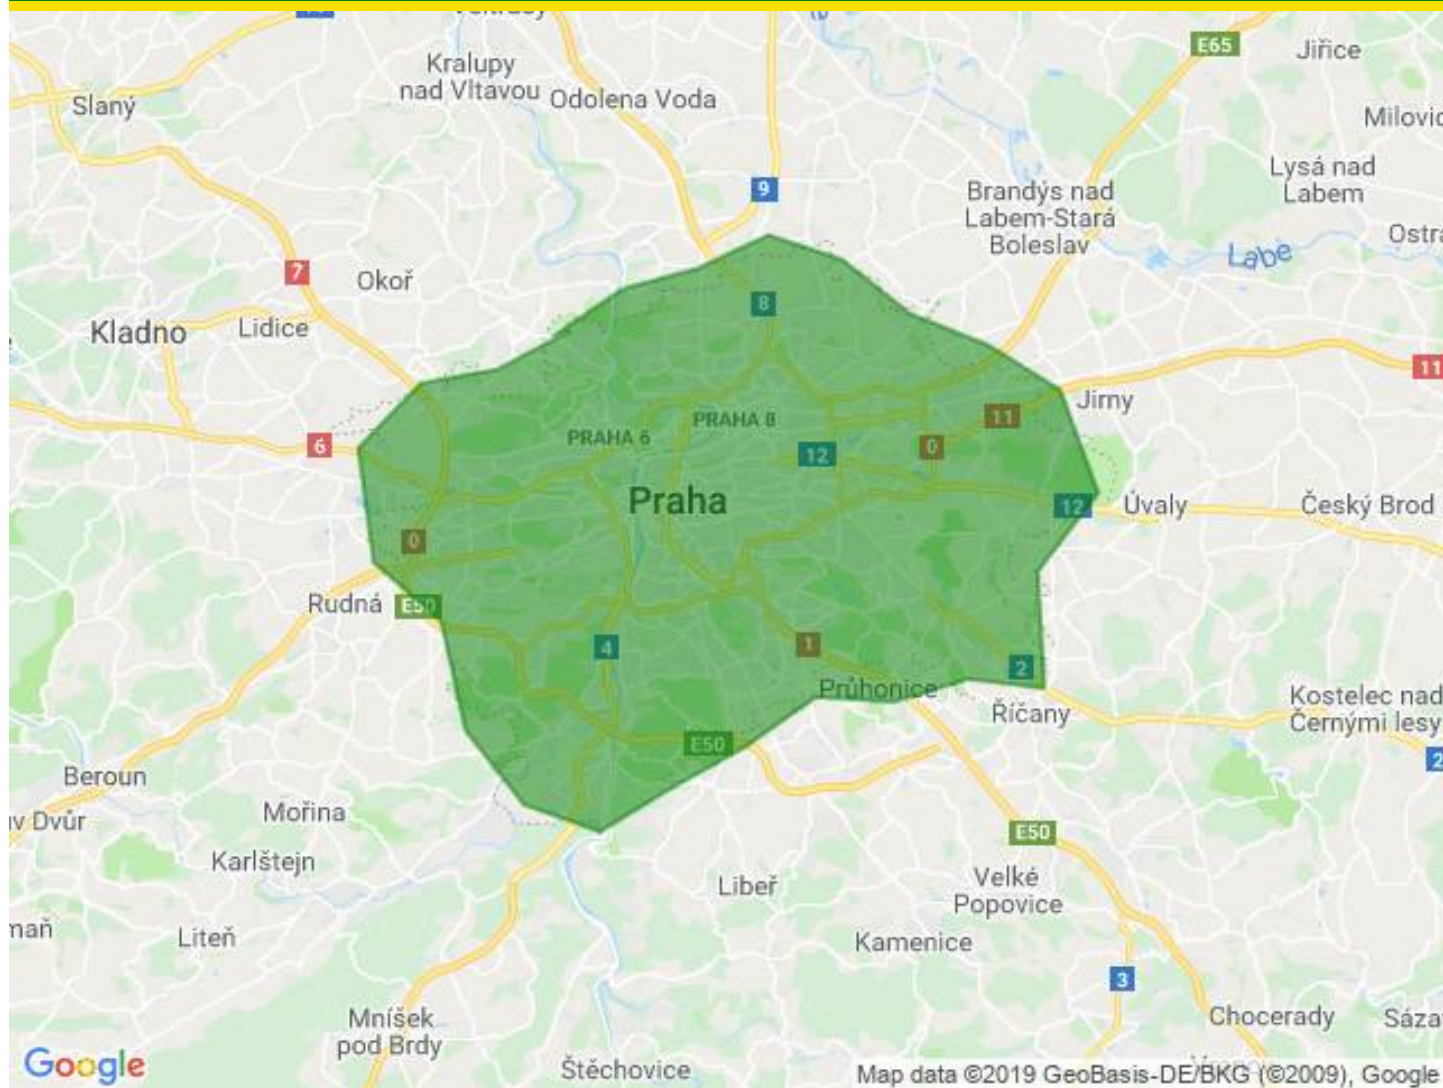 E65
Jiřice
Kralupy
nad Vltavou
Odolena Voda
Slaný
Milovic
Lysá nad
Labem
9
Brandýs nad
Labem-Stará
Boleslav
Ostra
Labe
7
Okoř
8
Kladno
Lidice
11
Jirny
11
PRAHA 8
PRAHA 6
6
0
12
Praha
12
Úvaly
Český Brod
0
Rudná
E50
4
1
2
Průhonice
Říčany
Kostelec nad
Černými lesy
E50
2
Beroun
Mořina
uv Dvůr
E50
Karlštejn
Libeř
Velké
Popovice
maň
Liteň
Kamenice
3
Mníšek
pod Brdy
Chocerady
Sáza
Štěchovice
Google
Map data ©2019 GeoBasis-DE/BKG (©2009), Google